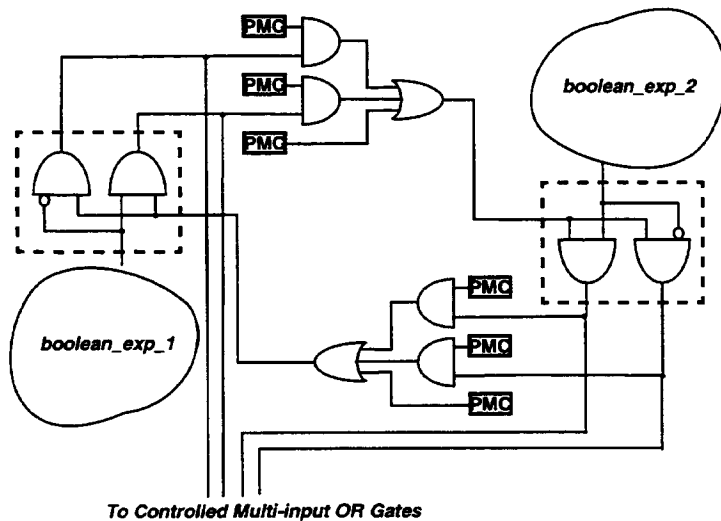 PMC
PMC
boolean_exp_2
PMC
PMC
boolean_exp_1
PMC
PMC
To Controlled Multi-input OR Gates